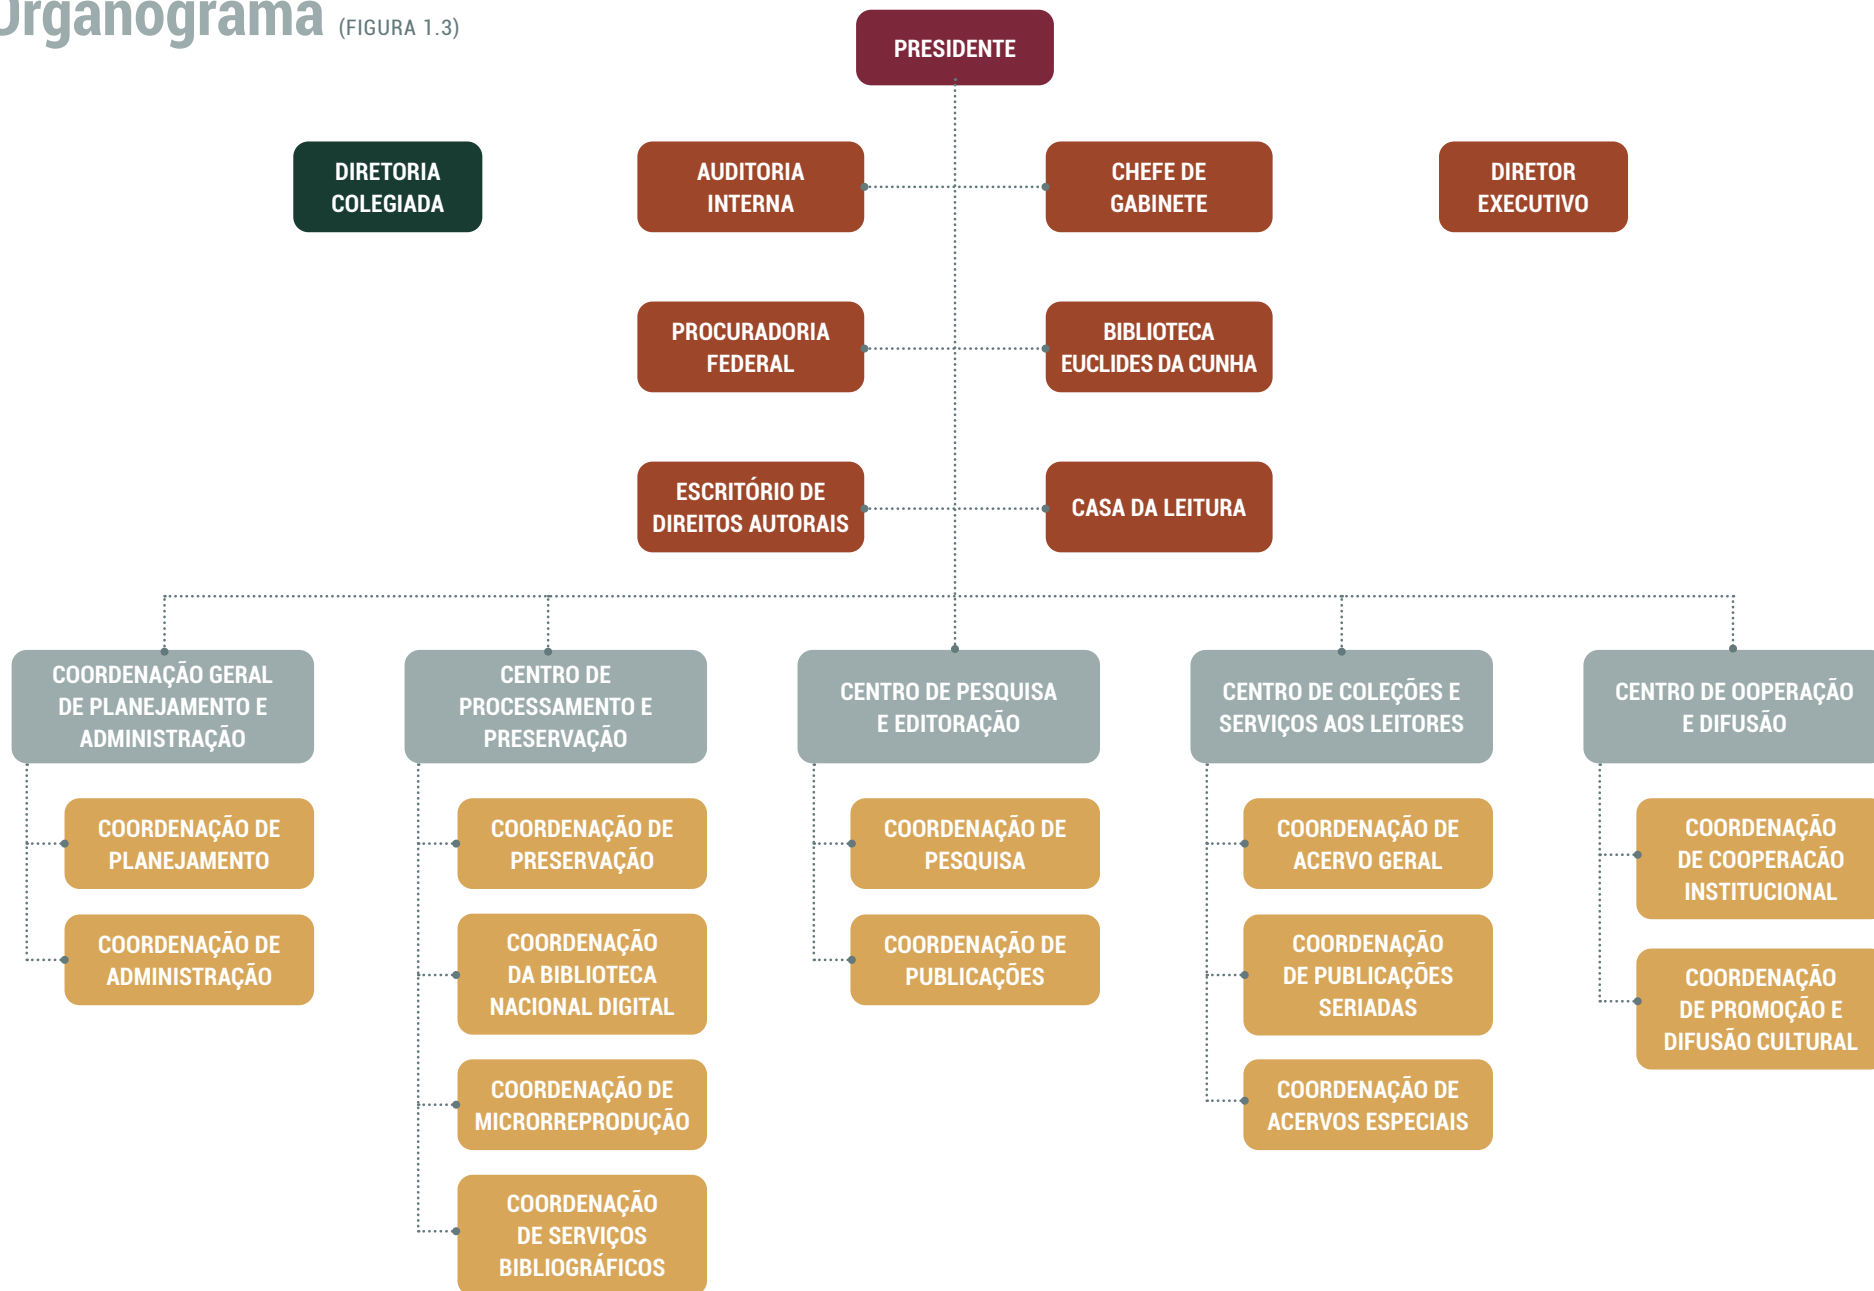 Organograma (FIGURA 1.3)
PRESIDENTE
DIRETORIA
COLEGIADA
AUDITORIA
INTERNA
CHEFE DE
GABINETE
DIRETOR
EXECUTIVO
PROCURADORIA
FEDERAL
BIBLIOTECA
EUCLIDES DA CUNHA
ESCRITÓRIO DE
DIREITOS AUTORAIS
CASA DA LEITURA
COORDENAÇÃO GERAL
DE PLANEJAMENTO E
ADMINISTRAÇÃO
CENTRO DE
PROCESSAMENTO E
PRESERVAÇÃO
CENTRO DE PESQUISA
E EDITORAÇÃO
CENTRO DE COLEÇÕES E
SERVIÇOS AOS LEITORES
CENTRO DE OOPERAÇÃO
E DIFUSÃO
COORDENAÇÃO DE
PLANEJAMENTO
COORDENAÇÃO DE
ADMINISTRAÇÃO
COORDENAÇÃO DE
PRESERVAÇÃO
COORDENAÇÃO
DA BIBLIOTECA
NACIONAL DIGITAL
COORDENAÇÃO DE
MICRORREPRODUÇÃO
COORDENAÇÃO
DE SERVIÇOS
BIBLIOGRÁFICOS
COORDENAÇÃO DE
PESQUISA
COORDENAÇÃO DE
PUBLICAÇÕES
COORDENAÇÃO DE
ACERVO GERAL
COORDENAÇÃO
DE PUBLICAÇÕES
SERIADAS
COORDENAÇÃO DE
ACERVOS ESPECIAIS
COORDENAÇÃO
DE COOPERACÃO
INSTITUCIONAL
COORDENAÇÃO
DE PROMOÇÃO E
DIFUSÃO CULTURAL